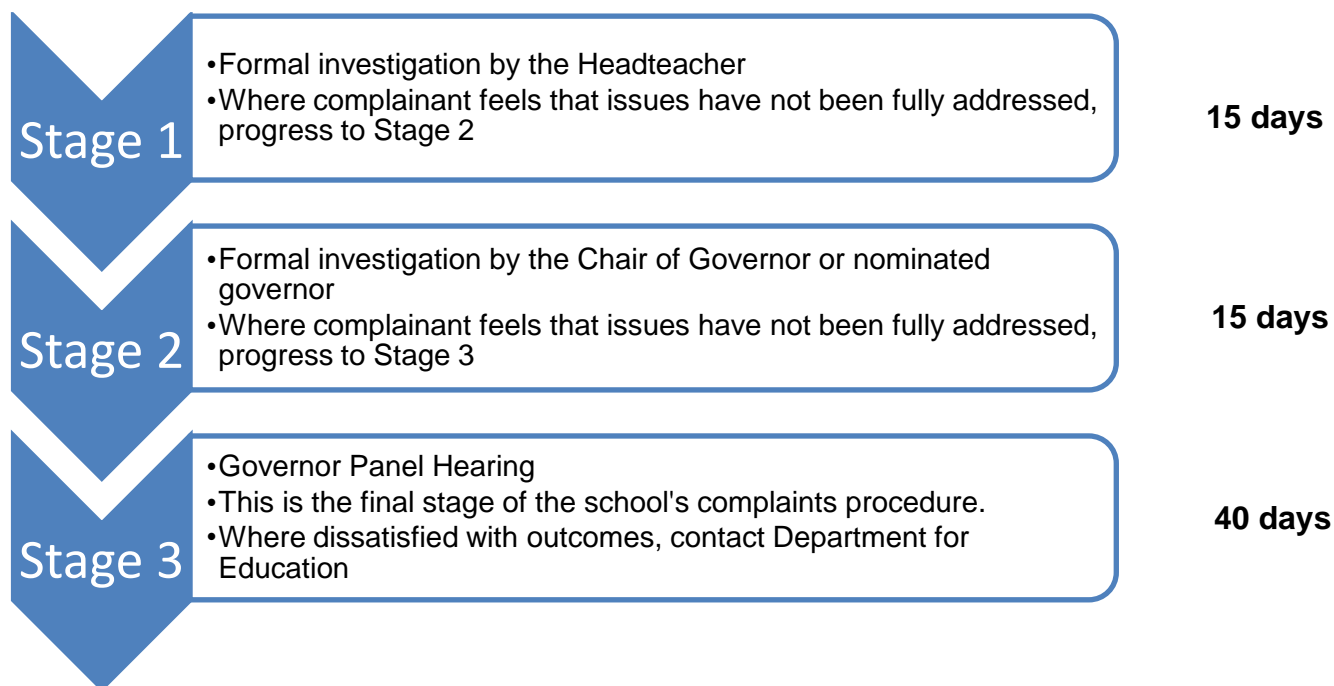 Stage 1
•Formal investigation by the Headteacher
•Where complainant feels that issues have not been fully addressed,
progress to Stage 2
15 days
Stage 2
•Formal investigation by the Chair of Governor or nominated
governor
•Where complainant feels that issues have not been fully addressed,
progress to Stage 3
15 days
Stage 3
•Governor Panel Hearing
•This is the final stage of the school's complaints procedure.
•Where dissatisfied with outcomes, contact Department for
Education
40 days